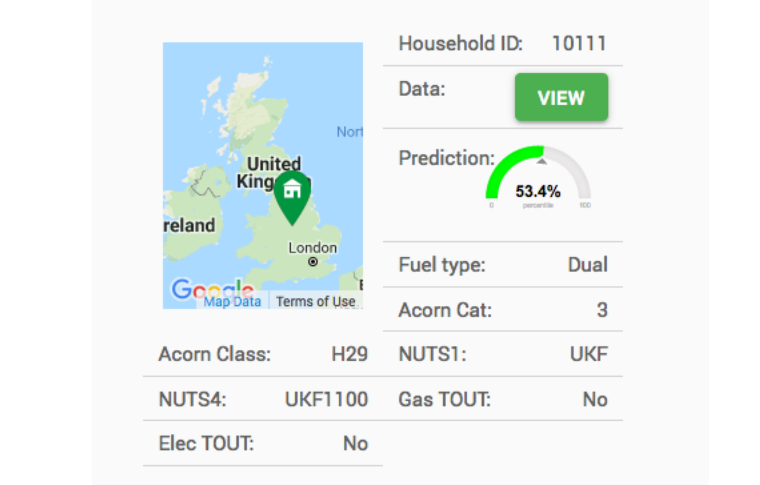 Household ID: 10111
Data: VIEW
Prediction:
53.4%
0 percentile 100
North
United
Kingdom
reland
London
Google
Map Data Terms of Use
Fuel type: Dual
Acorn Cat: 3
Acorn Class: H29
NUTS1: UKF
NUTS4: UKF1100
Gas TOUT: No
Elec TOUT: No